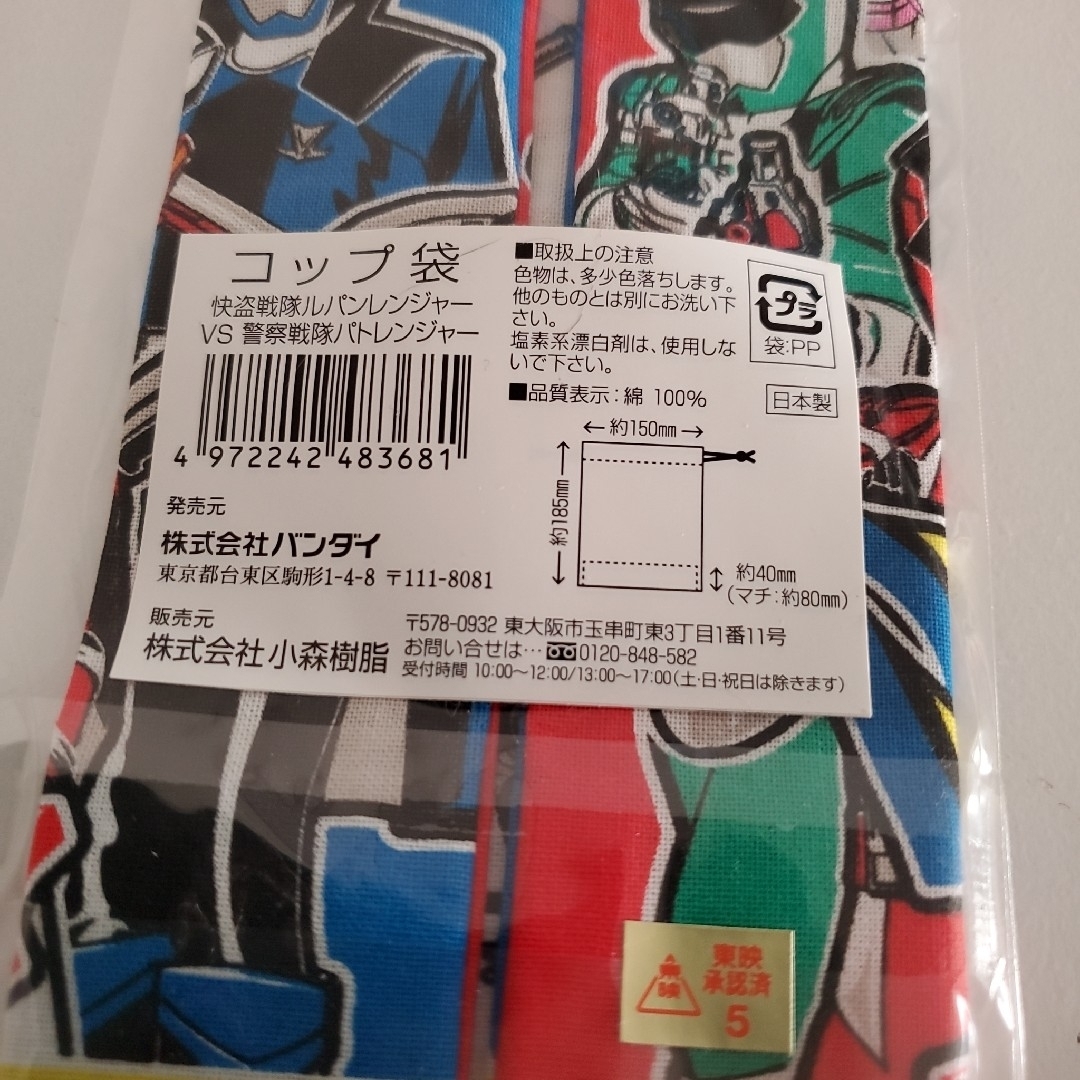 コップ袋
快盗戦隊ルパンレンジャー
VS 警察戦隊パトレンジャー
4 972242 483681
発売元
株式会社バンダイ
東京都台東区駒形1-4-8 〒111-8081
販売元
株式会社小森樹脂
〒578-0932 東大阪市玉串町東3丁目1番11号
お問い合せは…0120-848-582
受付時間 10:00〜12:00/13:00〜17:00(土・日・祝日は除きます)
■取扱上の注意
色物は、多少色落ちします。
他のものとは別にお洗い下
さい。
塩素系漂白剤は、使用しな
いで下さい。
■品質表示:綿 100%
プラ
袋:PP
日本製
約150mm
約185mm
約40mm
(マチ:約80mm)
東映
東映
承認済
5